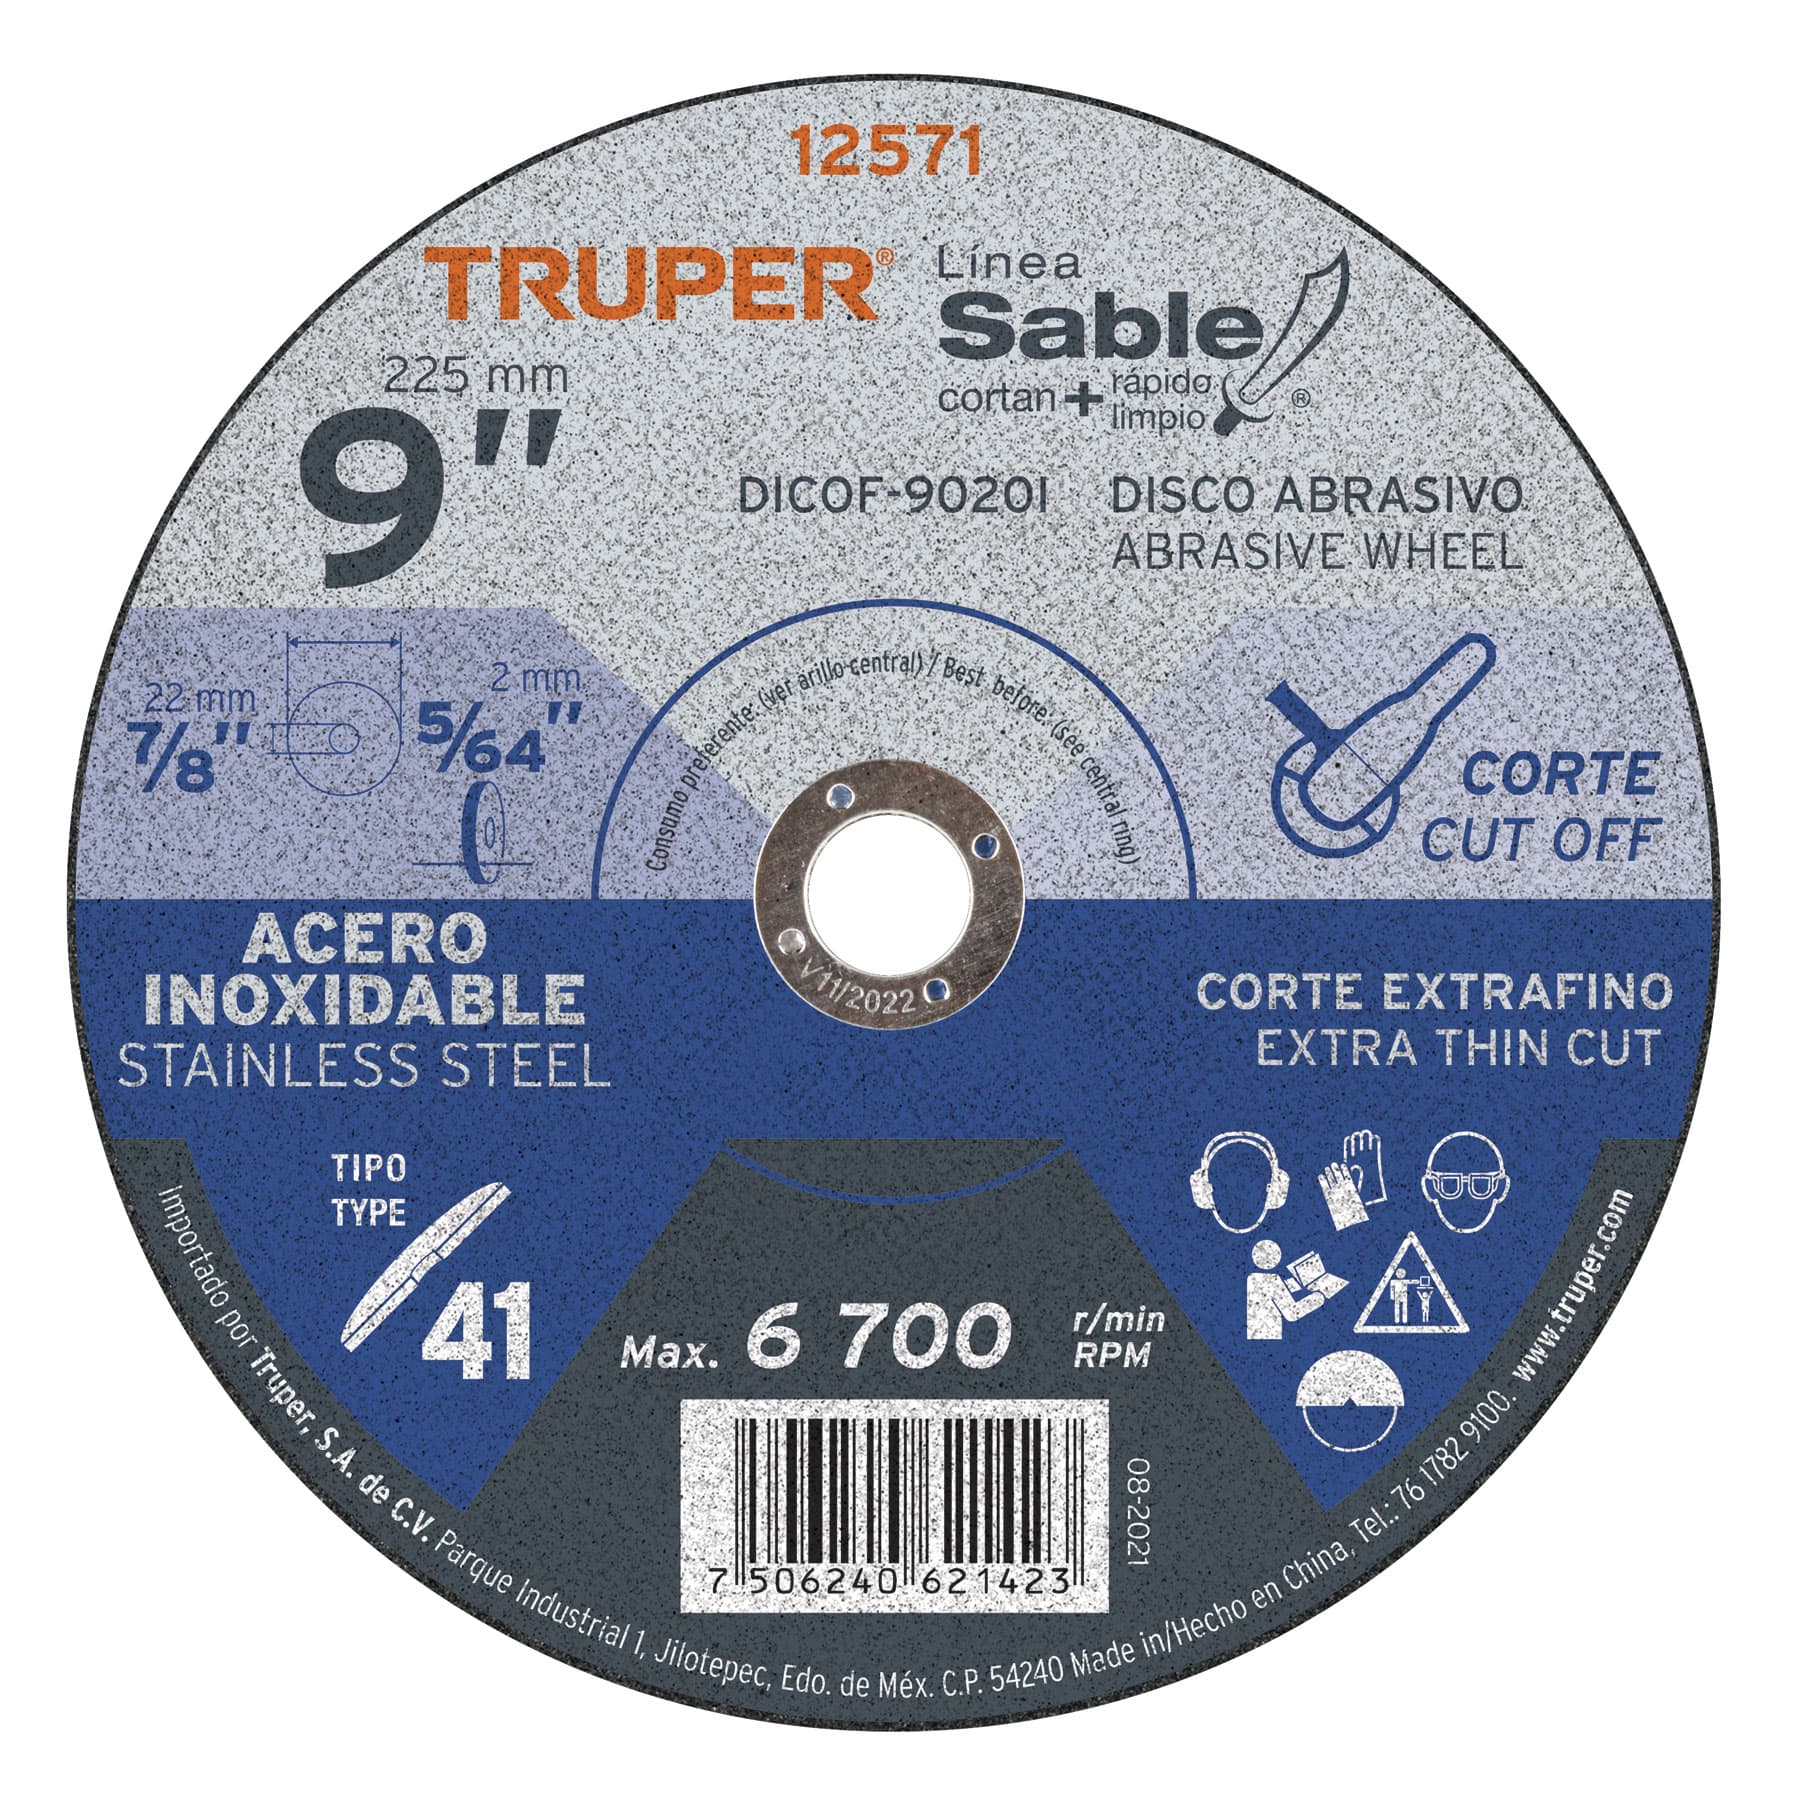 12571
TRUPER®
Línea
Sable
cortan + rápido
limpio ®
225 mm
9"
DICOF-9020I
DISCO ABRASIVO
ABRASIVE WHEEL
22 mm
7/8"
2 mm
5/64"
Consumo preferente: (ver arillo central) / Best before: (see central ring)
CORTE
CUT OFF
V11/2022
ACERO
INOXIDABLE
STAINLESS STEEL
CORTE EXTRAFINO
EXTRA THIN CUT
TIPO
TYPE
41
Max. 6 700 r/min
RPM
7 506240 621423
08-2021
Importado por Truper, S.A. de C.V. Parque Industrial 1, Jilotepec, Edo. de Méx. C.P. 54240 Made in/Hecho en China, Tel.: 76 1782 9100. www.truper.com